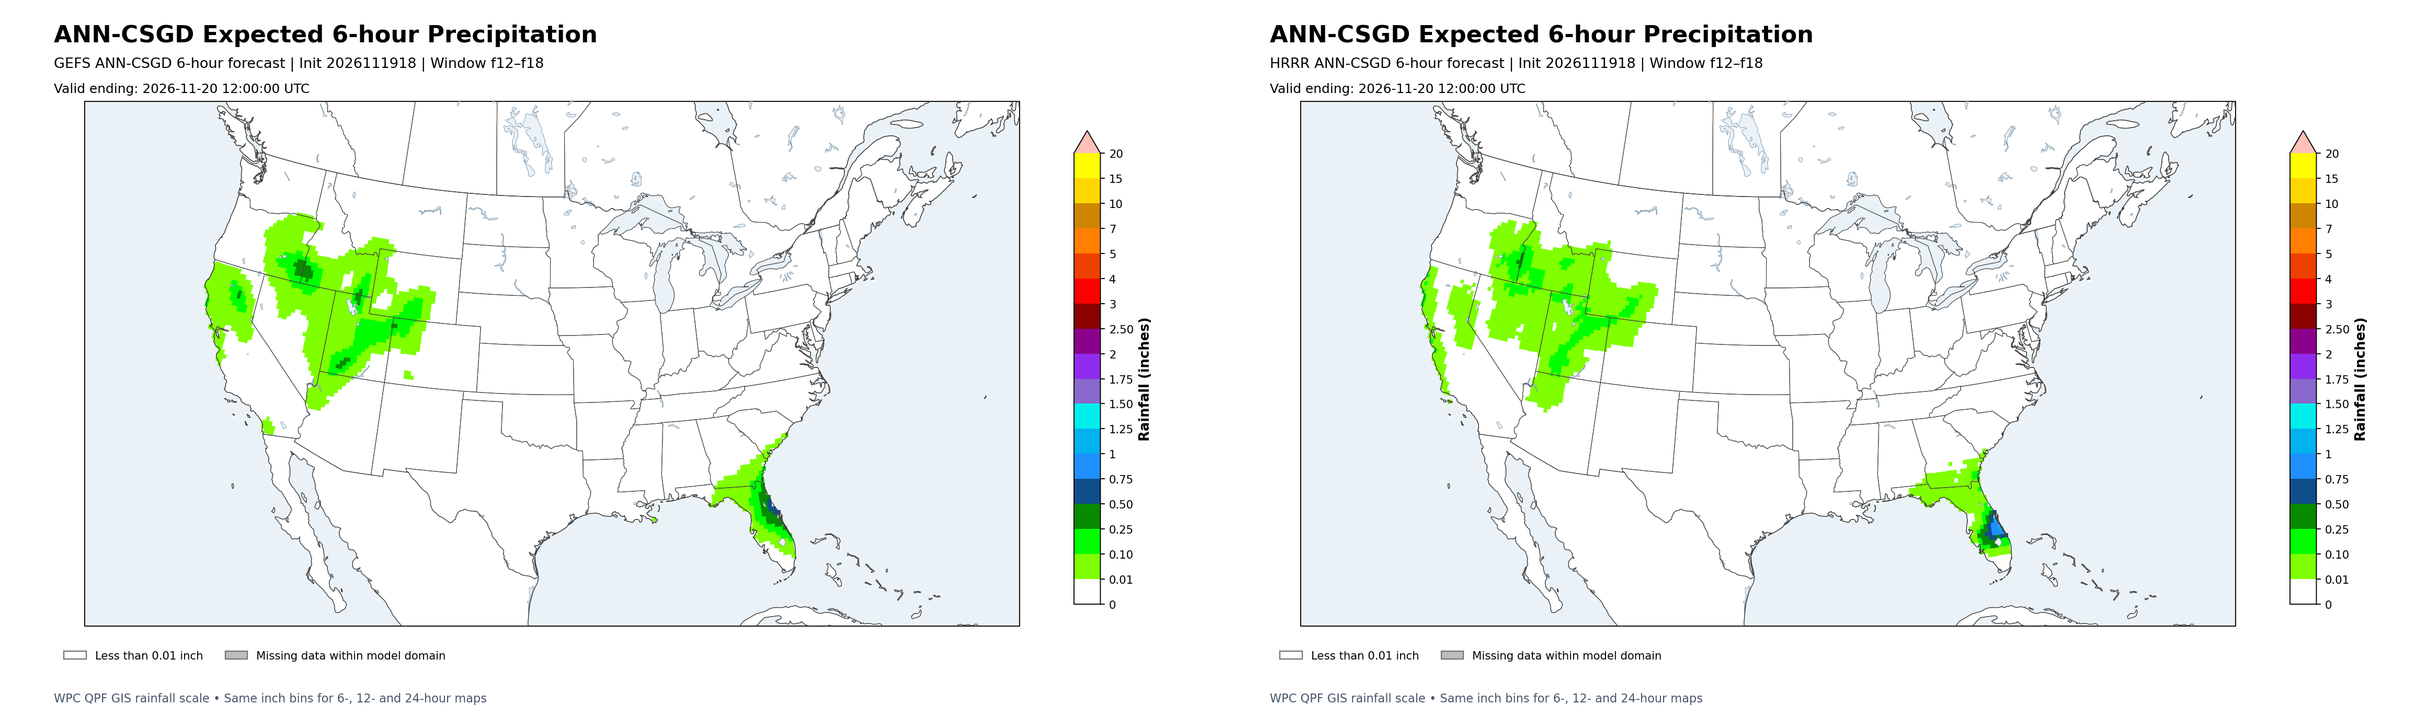 ANN-CSGD Expected 6-hour Precipitation
GEFS ANN-CSGD 6-hour forecast | Init 2026111918 | Window f12–f18
Valid ending: 2026-11-20 12:00:00 UTC
20
15
10
7
5
4
3
2.50
2
1.75
1.50
1.25
1
0.75
0.50
0.25
0.10
0.01
0
Rainfall (inches)
Less than 0.01 inch
Missing data within model domain
WPC QPF GIS rainfall scale • Same inch bins for 6-, 12- and 24-hour maps
ANN-CSGD Expected 6-hour Precipitation
HRRR ANN-CSGD 6-hour forecast | Init 2026111918 | Window f12–f18
Valid ending: 2026-11-20 12:00:00 UTC
20
15
10
7
5
4
3
2.50
2
1.75
1.50
1.25
1
0.75
0.50
0.25
0.10
0.01
0
Rainfall (inches)
Less than 0.01 inch
Missing data within model domain
WPC QPF GIS rainfall scale • Same inch bins for 6-, 12- and 24-hour maps